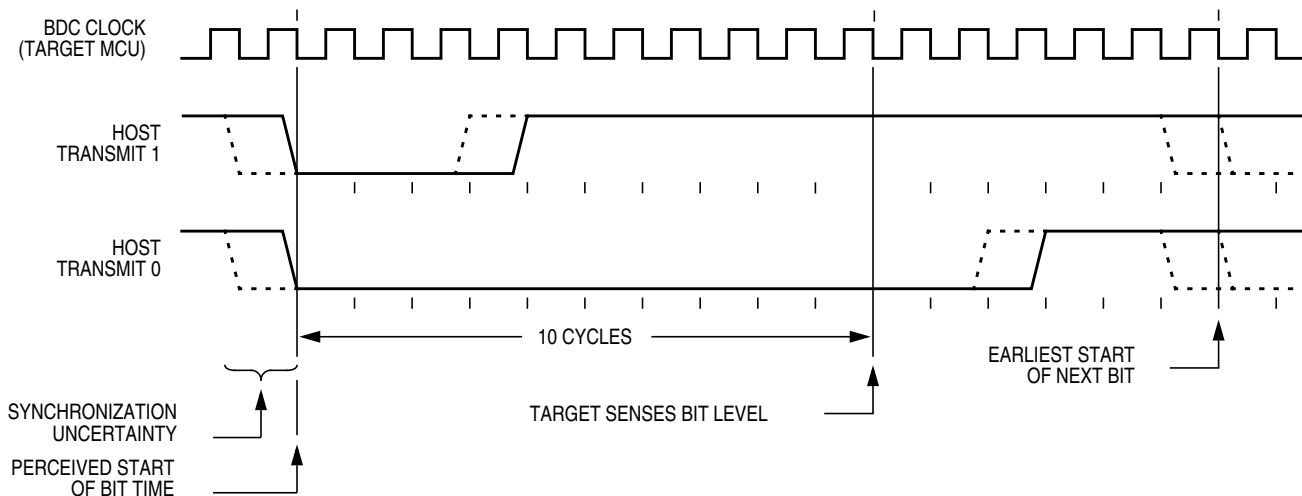 BDC CLOCK
(TARGET MCU)
HOST
TRANSMIT 1
HOST
TRANSMIT 0
10 CYCLES
EARLIEST START
OF NEXT BIT
TARGET SENSES BIT LEVEL
SYNCHRONIZATION
UNCERTAINTY
PERCEIVED START
OF BIT TIME